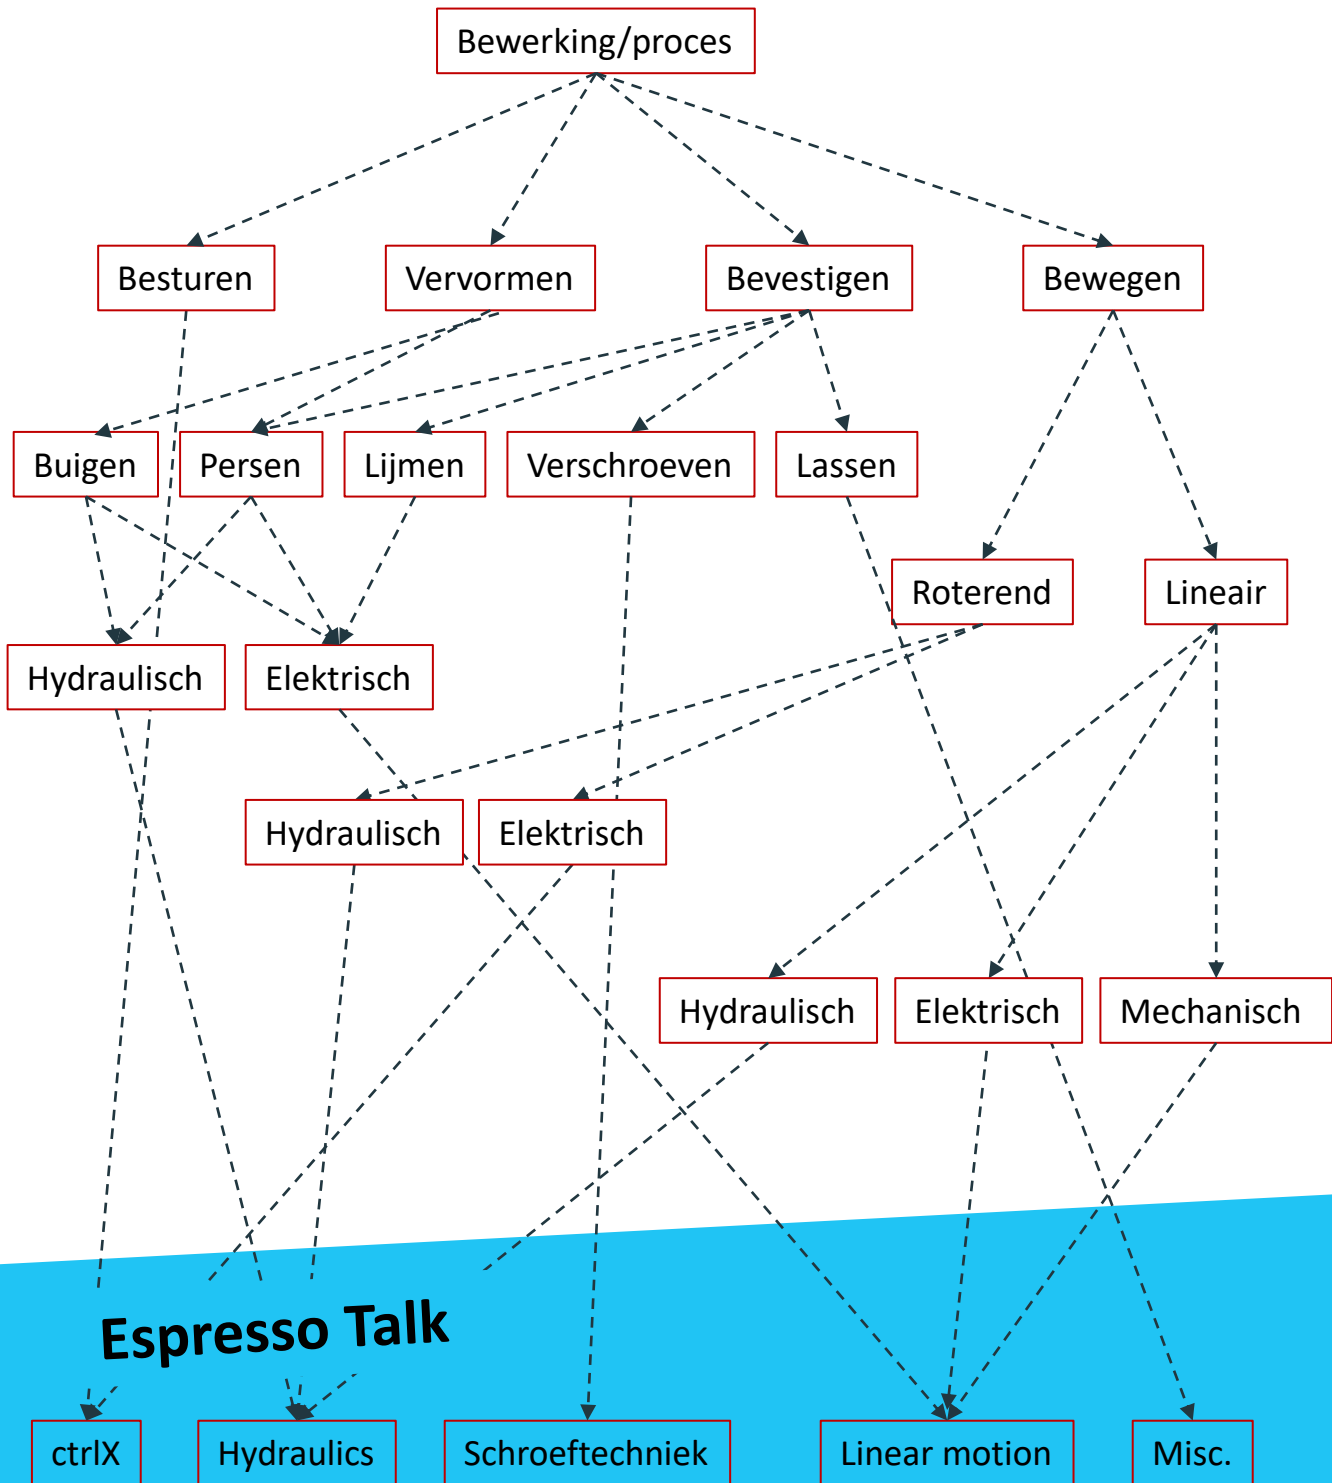 Bewerking/proces
Besturen
Vervormen
Bevestigen
Bewegen
Buigen
Persen
Lijmen
Verschroeven
Lassen
Roterend
Lineair
Hydraulisch
Elektrisch
Hydraulisch
Elektrisch
Hydraulisch
Elektrisch
Mechanisch
Espresso Talk
ctrlX
Hydraulics
Schroeftechniek
Linear motion
Misc.